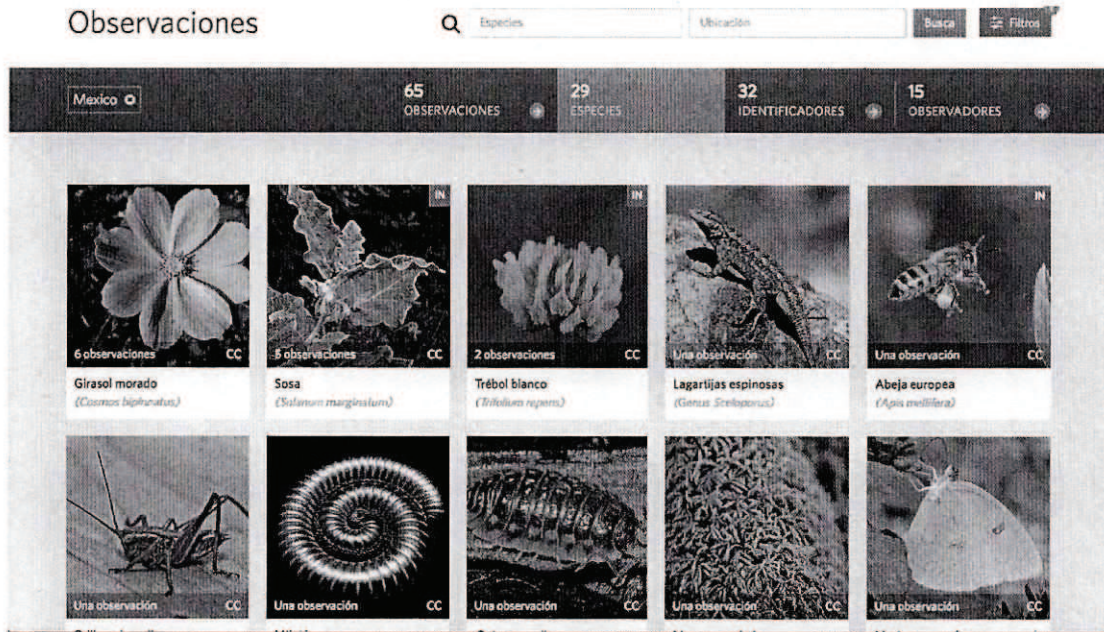 Observaciones
Especies
Ubicación
Busca
Filtros
Mexico
65
OBSERVACIONES
29
ESPECIES
32
IDENTIFICADORES
15
OBSERVADORES
6 observaciones CC
Girasol morado
(Cosmos bipinnatus)
IN
5 observaciones CC
Sosa
(Solanum marginatum)
IN
2 observaciones CC
Trébol blanco
(Trifolium repens)
Una observación CC
Lagartijas espinosas
(Genus Sceloporus)
IN
Una observación CC
Abeja europea
(Apis mellifera)
Una observación CC
Una observación CC
Una observación CC
Una observación CC
Una observación CC